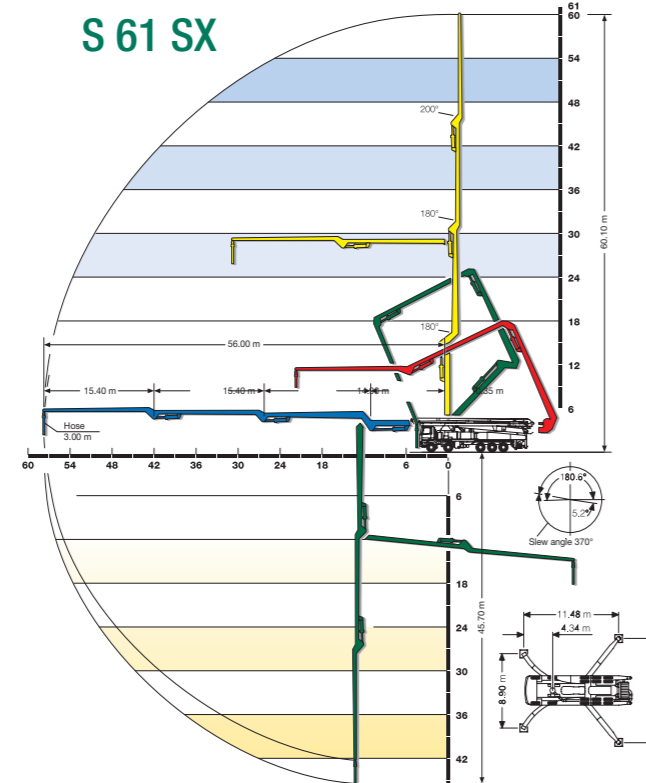 S 61 SX
61
60
54
48
42
36
30
24
18
12
6
200°
180°
180°
60.10 m
56.00 m
15.40 m
15.40 m
Hose
3.00 m
60 54 48 42 36 30 24 18 12 6 0
6
18
24
30
36
42
45.70 m
180.6°
5.2°
Slew angle 370°
11.48 m
4.34 m
8.90 m